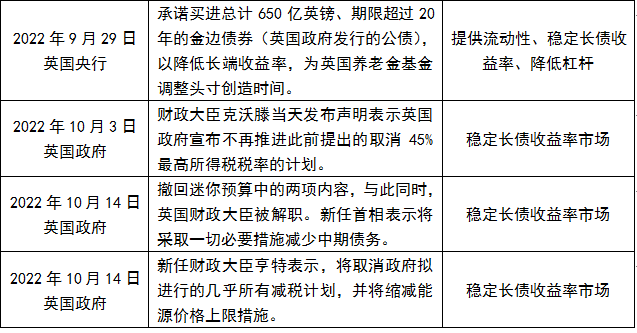 2022 年 9 月 29 日
英国央行
承诺买进总计 650 亿英镑、期限超过 20
年的金边债券（英国政府发行的公债），
以降低长端收益率，为英国养老金基金
调整头寸创造时间。
提供流动性、稳定长债收
益率、降低杠杆
2022 年 10 月 3 日
英国政府
财政大臣克沃滕当天发布声明表示英国
政府宣布不再推进此前提出的取消 45%
最高所得税税率的计划。
稳定长债收益率市场
2022 年 10 月 14 日
英国政府
撤回迷你预算中的两项内容，与此同时，
英国财政大臣被解职。新任首相表示将
采取一切必要措施减少中期债务。
稳定长债收益率市场
2022 年 10 月 14 日
英国政府
新任财政大臣亨特表示，将取消政府拟
进行的几乎所有减税计划，并将缩减能
源价格上限措施。
稳定长债收益率市场